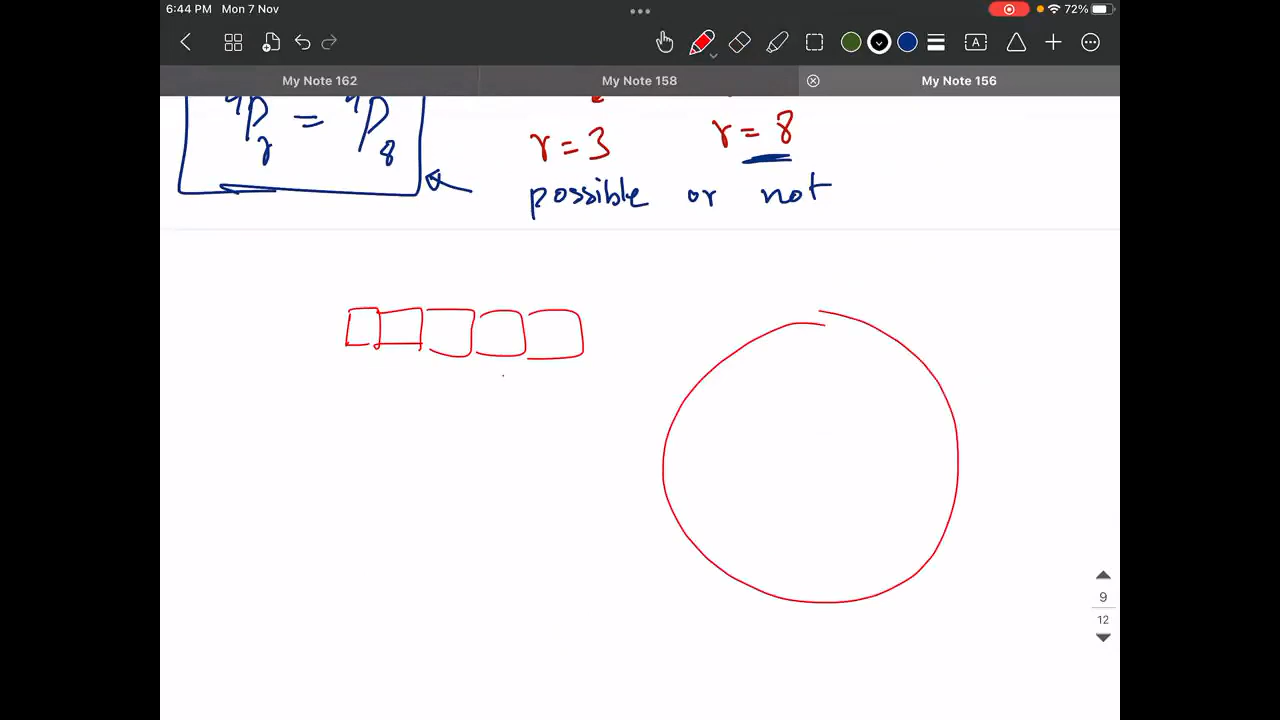 6:44 PM Mon 7 Nov
72%
A
My Note 162 My Note 158 My Note 156
r = 3 r = 8
possible or not
9
12